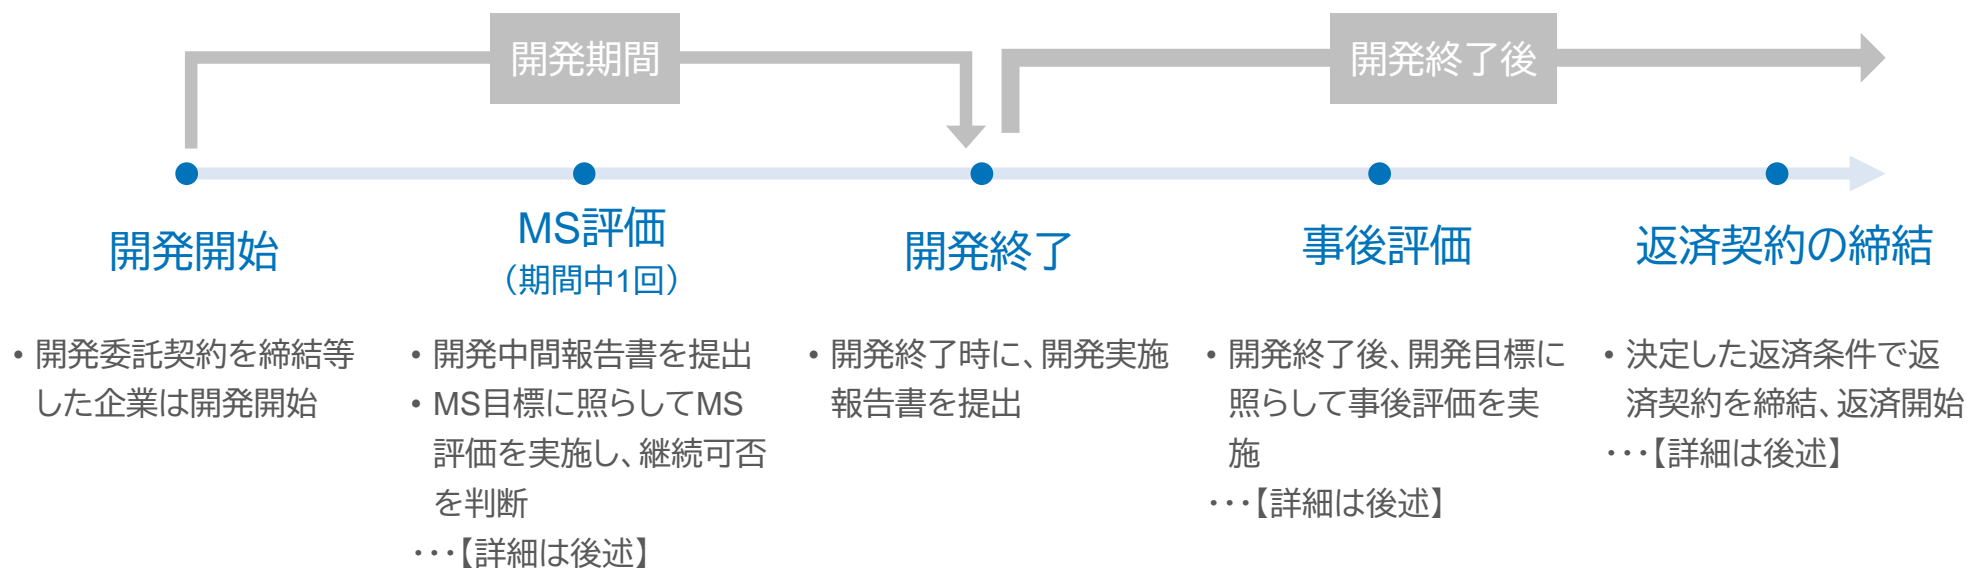 開発期間
開発終了後
開発開始
MS評価
（期間中1回）
開発終了
事後評価
返済契約の締結
• 開発委託契約を締結等
した企業は開発開始
• 開発中間報告書を提出
• MS目標に照らしてMS
評価を実施し、継続可否
を判断
･･･【詳細は後述】
• 開発終了時に、開発実施
報告書を提出
• 開発終了後、開発目標に
照らして事後評価を実
施
･･･【詳細は後述】
• 決定した返済条件で返
済契約を締結、返済開始
･･･【詳細は後述】